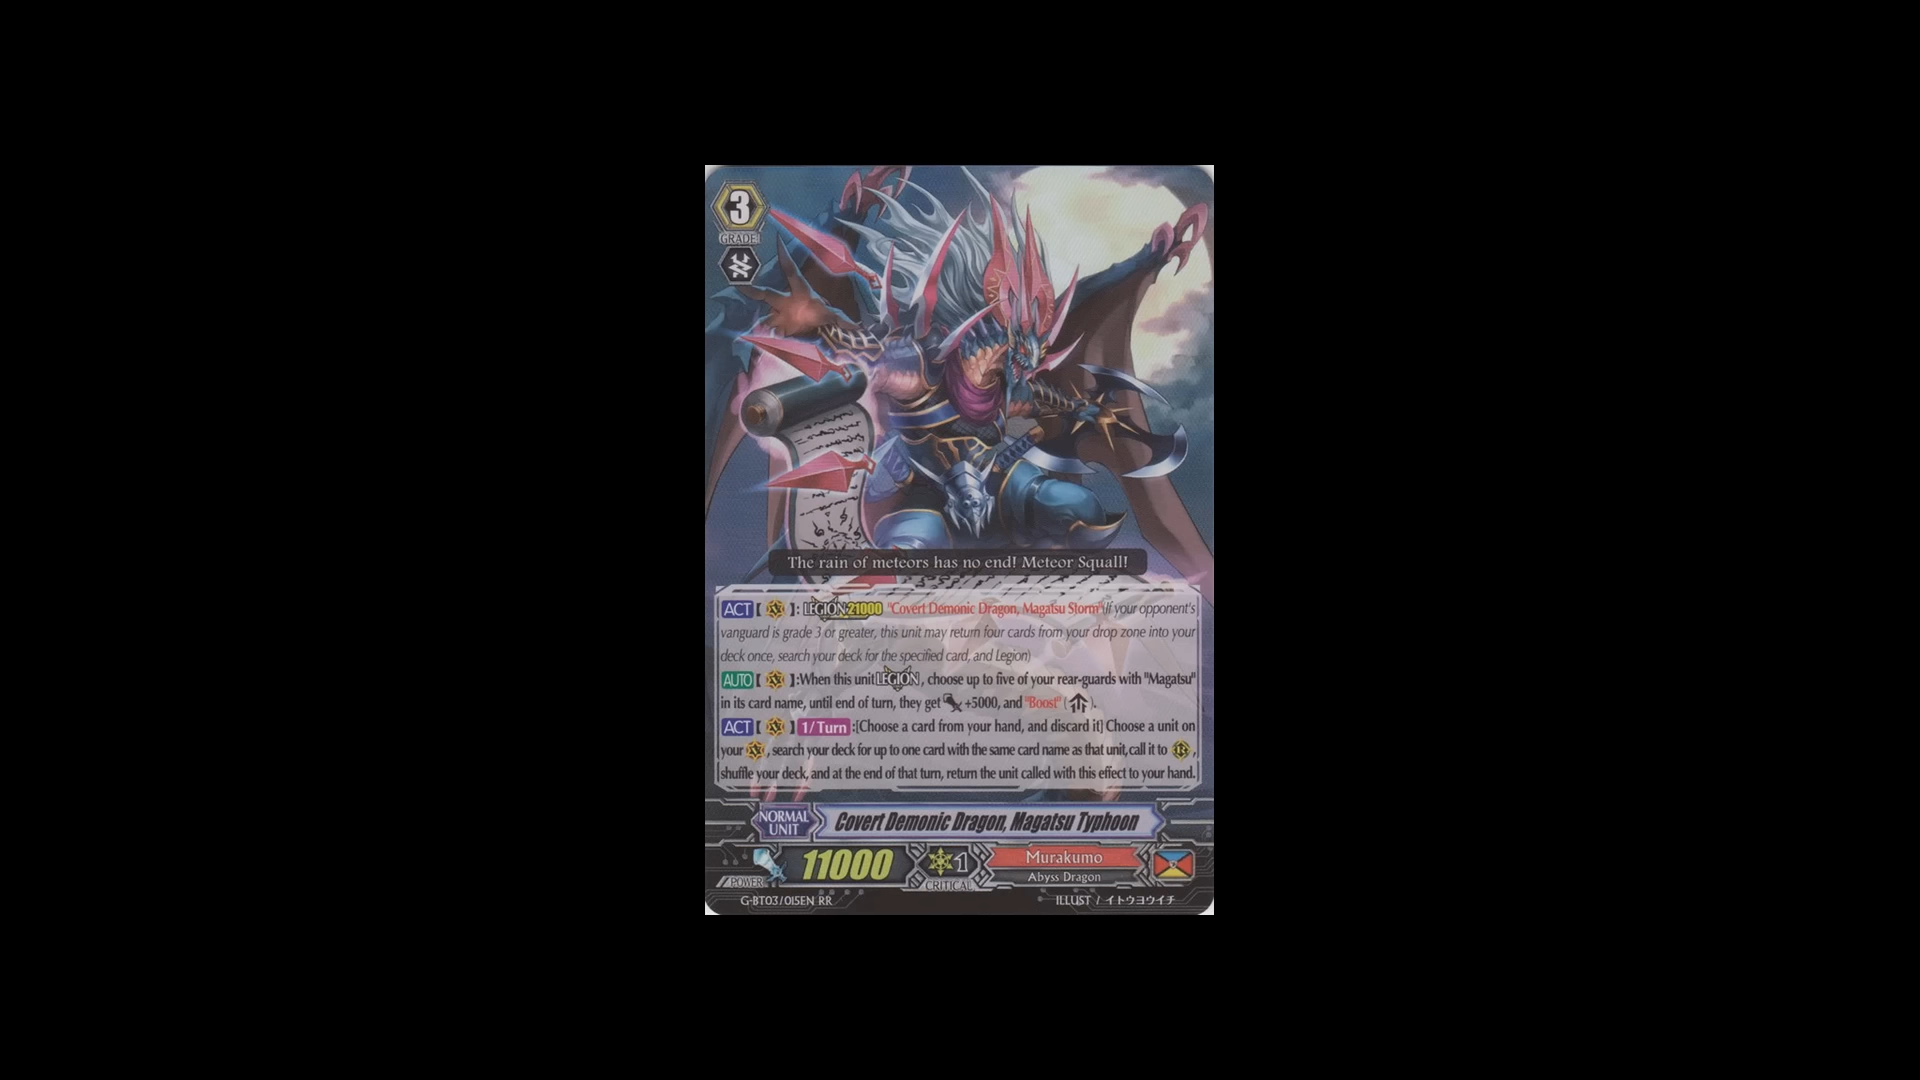 3
GRADE
The rain of meteors has no end! Meteor Squall!
ACT【 】: LEGION 21000 "Covert Demonic Dragon, Magatsu Storm"(If your opponent's
vanguard is grade 3 or greater, this unit may return four cards from your drop zone into your
deck once, search your deck for the specified card, and Legion)
AUTO【 】:When this unit LEGION, choose up to five of your rear-guards with "Magatsu"
in its card name, until end of turn, they get +5000, and "Boost" ( ).
ACT【 】1/Turn:[Choose a card from your hand, and discard it] Choose a unit on
your , search your deck for up to one card with the same card name as that unit, call it to R,
shuffle your deck, and at the end of that turn, return the unit called with this effect to your hand.
NORMAL
UNIT
Covert Demonic Dragon, Magatsu Typhoon
POWER 11000
1
CRITICAL
Murakumo
Abyss Dragon
G-BT03/015EN RR
ILLUST / イトウヨウイチ